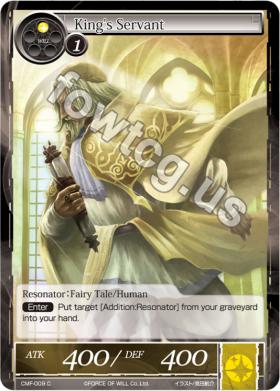 King's Servant
WILL
1
fowtcg.us
Resonator : Fairy Tale/Human
Enter Put target [Addition:Resonator] from your graveyard
into your hand.
ATK 400 / DEF 400
CMF-009 C ©FORCE OF WILL Co.,Ltd.